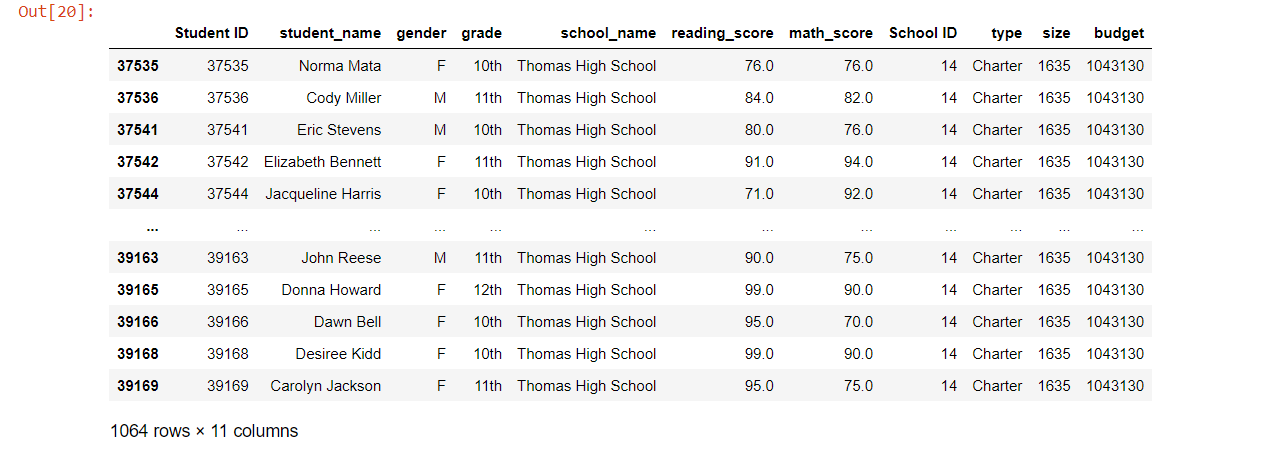 Out[20]:
Student ID student_name gender grade school_name reading_score math_score School ID type size budget
37535 37535 Norma Mata F 10th Thomas High School 76.0 76.0 14 Charter 1635 1043130
37536 37536 Cody Miller M 11th Thomas High School 84.0 82.0 14 Charter 1635 1043130
37541 37541 Eric Stevens M 10th Thomas High School 80.0 76.0 14 Charter 1635 1043130
37542 37542 Elizabeth Bennett F 11th Thomas High School 91.0 94.0 14 Charter 1635 1043130
37544 37544 Jacqueline Harris F 10th Thomas High School 71.0 92.0 14 Charter 1635 1043130
... ... ... ... ... ... ... ... ... ... ... ...
39163 39163 John Reese M 11th Thomas High School 90.0 75.0 14 Charter 1635 1043130
39165 39165 Donna Howard F 12th Thomas High School 99.0 90.0 14 Charter 1635 1043130
39166 39166 Dawn Bell F 10th Thomas High School 95.0 70.0 14 Charter 1635 1043130
39168 39168 Desiree Kidd F 10th Thomas High School 99.0 90.0 14 Charter 1635 1043130
39169 39169 Carolyn Jackson F 11th Thomas High School 95.0 75.0 14 Charter 1635 1043130
1064 rows × 11 columns